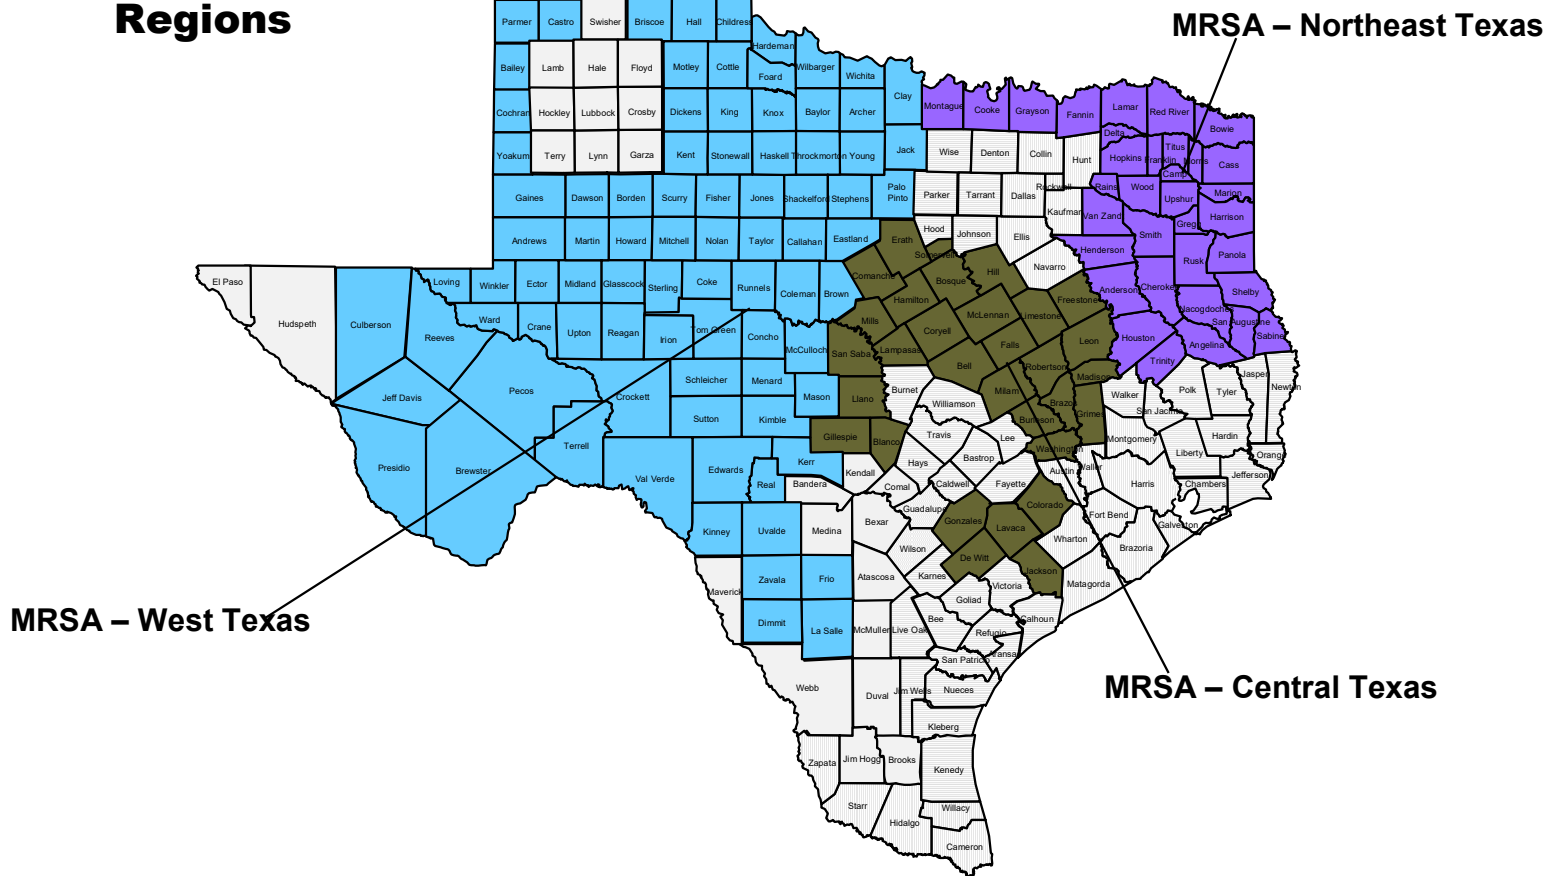 Regions
MRSA – Northeast Texas
Parmer Castro Swisher Briscoe Hall Childress
Hardeman
Bailey Lamb Hale Floyd Motley Cottle Foard Wilbarger Wichita
Clay
Cochran Hockley Lubbock Crosby Dickens King Knox Baylor Archer
Montague Cooke Grayson Fannin Lamar Red River Bowie
Delta
Yoakum Terry Lynn Garza Kent Stonewall Haskell Throckmorton Young Jack
Wise Denton Collin Hunt Hopkins Franklin Titus Morris Cass
Camp
Gaines Dawson Borden Scurry Fisher Jones Shackelford Stephens Palo Pinto
Parker Tarrant Dallas Rockwall Rains Wood Upshur Marion
Kaufman Van Zandt Gregg Harrison
Andrews Martin Howard Mitchell Nolan Taylor Callahan Eastland Erath Hood Johnson Ellis
Smith Henderson Rusk Panola
Somervell Navarro
El Paso Hudspeth Culberson Reeves Loving Winkler Ector Midland Glasscock Sterling Coke Runnels Coleman Brown Comanche
Bosque Hill Freestone Anderson Cherokee Shelby
Hamilton McLennan Limestone Nacogdoches San Augustine Sabine
Ward Crane Upton Reagan Irion Tom Green Concho McCulloch Mills
Coryell Falls Leon Houston Angelina Trinity
San Saba Lampasas Bell Robertson Madison
Jeff Davis Pecos Crockett Schleicher Menard Mason Llano Burnet
Williamson Milam Brazos Grimes Walker San Jacinto Polk Tyler Jasper Newton
Sutton Kimble Gillespie Blanco Travis Lee Burleson Washington Montgomery Liberty Hardin Orange
Presidio Brewster Terrell Val Verde Edwards Kerr Real Bandera Kendall
Hays Bastrop Austin Waller Harris Chambers Jefferson
Comal Caldwell Fayette Colorado
Kinney Uvalde Medina Bexar Guadalupe Gonzales Lavaca Wharton Fort Bend Galveston
Wilson De Witt Brazoria
Maverick Zavala Frio Atascosa Karnes Jackson Matagorda
Victoria Goliad
MRSA – West Texas
Dimmit La Salle McMullen Live Oak Bee Calhoun
Refugio
San Patricio Aransas
MRSA – Central Texas
Webb Duval Jim Wells Nueces
Kleberg
Zapata Jim Hogg Brooks Kenedy
Starr Hidalgo Willacy
Cameron